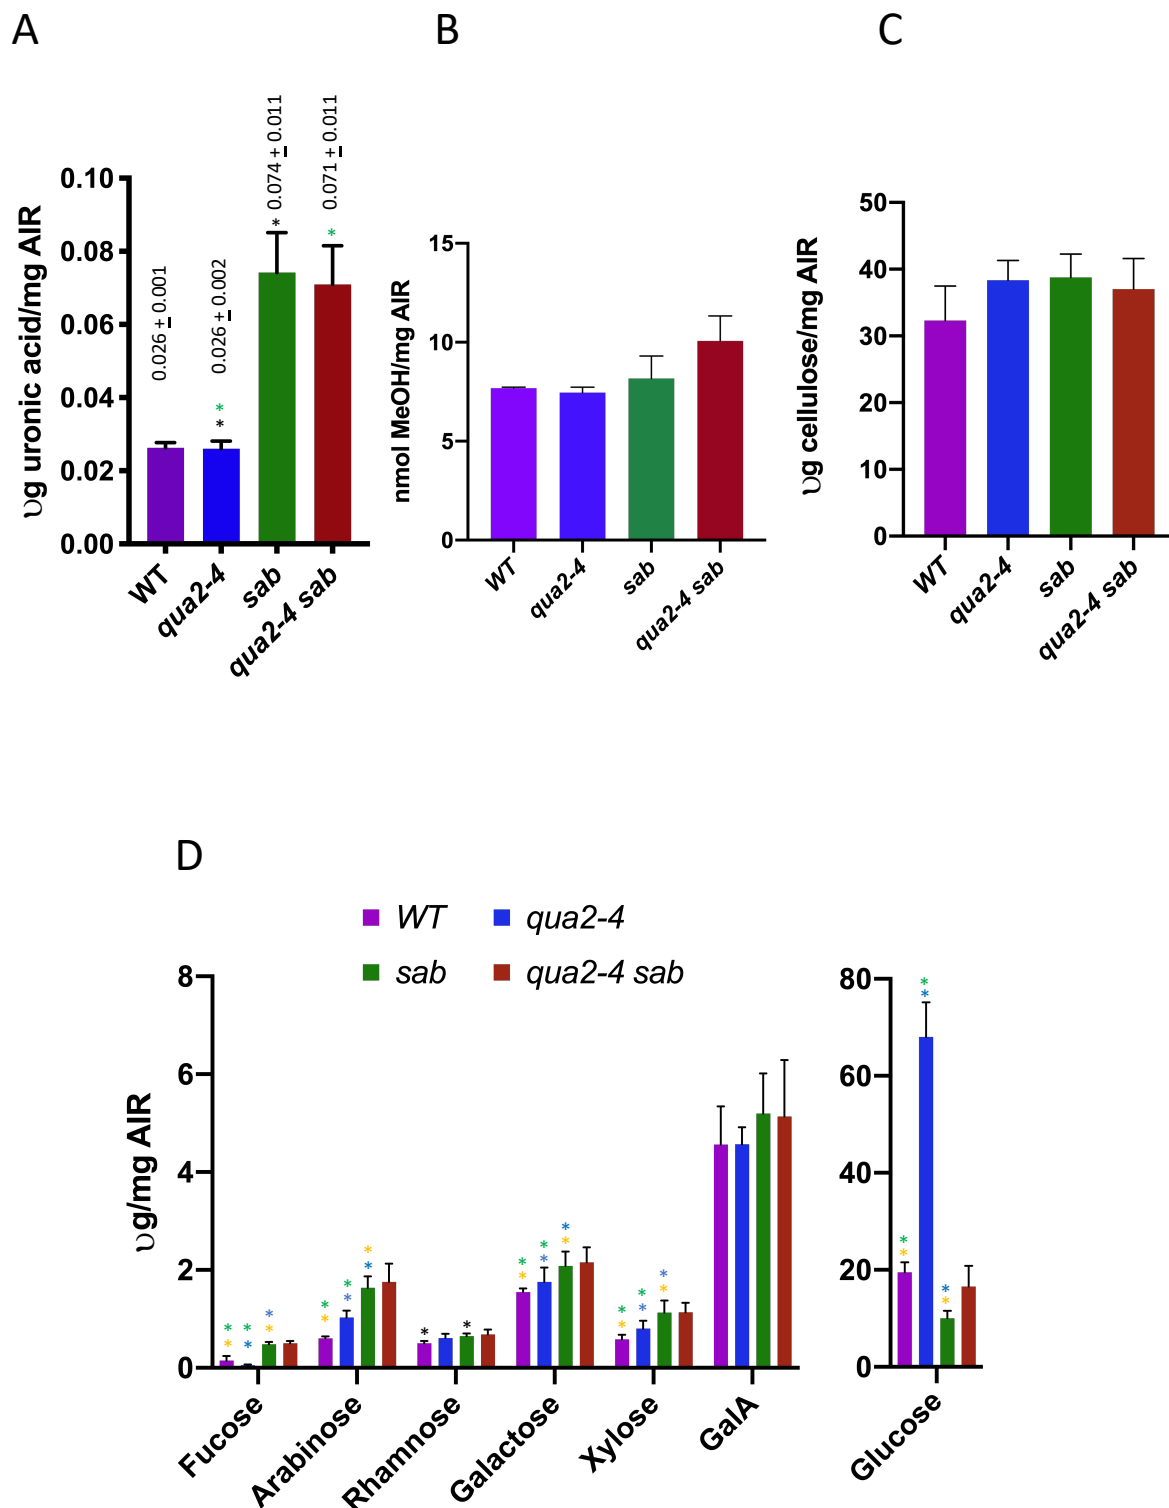 A
B
C
υg uronic acid/mg AIR
0.10
0.08
0.06
0.04
0.02
0.00
0.026 ± 0.001
0.026 ± 0.002
0.074 ± 0.011
0.071 ± 0.011
*
*
*
*
WT
qua2-4
sab
qua2-4 sab
nmol MeOH/mg AIR
15
10
5
0
WT
qua2-4
sab
qua2-4 sab
υg cellulose/mg AIR
50
40
30
20
10
0
WT
qua2-4
sab
qua2-4 sab
D
WT
qua2-4
sab
qua2-4 sab
υg/mg AIR
8
6
4
2
0
* * * * * *
* * * * * *
* *
* * * * * *
* * * * * *
Fucose
Arabinose
Rhamnose
Galactose
Xylose
GalA
80
60
40
20
0
* * * * * *
Glucose